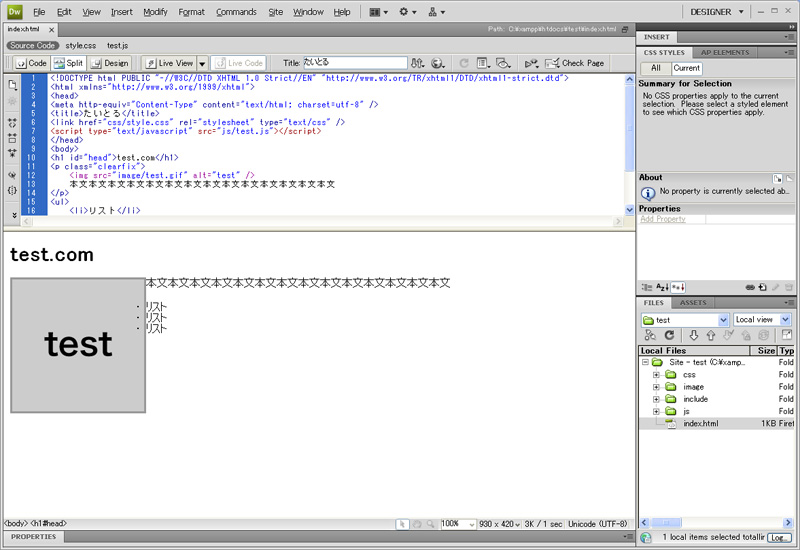 Dw File Edit View Insert Modify Format Commands Site Window Help DESIGNER
index.html
Path: C:¥xampp¥htdocs¥test¥index.html
Source Code style.css test.js
Code Split Design Live View Live Code Title: たいとる Check Page
1 <!DOCTYPE html PUBLIC "-//W3C//DTD XHTML 1.0 Strict//EN" "http://www.w3.org/TR/xhtml1/DTD/xhtml1-strict.dtd">
2 <html xmlns="http://www.w3.org/1999/xhtml">
3 <head>
4 <meta http-equiv="Content-Type" content="text/html; charset=utf-8" />
5 <title>たいとる</title>
6 <link href="css/style.css" rel="stylesheet" type="text/css" />
7 <script type="text/javascript" src="js/test.js"></script>
8 </head>
9 <body>
10 <h1 id="head">test.com</h1>
11 <p class="clearfix">
12 <img src="image/test.gif" alt="test" />
13 本文本文本文本文本文本文本文本文本文本文本文本文本文本文
14 </p>
15 <ul>
16 <li>リスト</li>
test.com
test
本文本文本文本文本文本文本文本文本文本文本文本文本文本文
・ リスト
・ リスト
・ リスト
<body> <h1#head>
100% 930 x 420 3K / 1 sec Unicode (UTF-8)
PROPERTIES
INSERT
CSS STYLES AP ELEMENTS
All Current
Summary for Selection
No CSS properties apply to the current
selection. Please select a styled element
to see which CSS properties apply.
About
No property is currently selected ab..
Properties
Add Property
FILES ASSETS
test Local view
Local Files Size Typ
Site - test (C:¥xamp... Fold
css Fold
image Fold
include Fold
js Fold
index.html 1KB Firef
1 local items selected totallir Log...